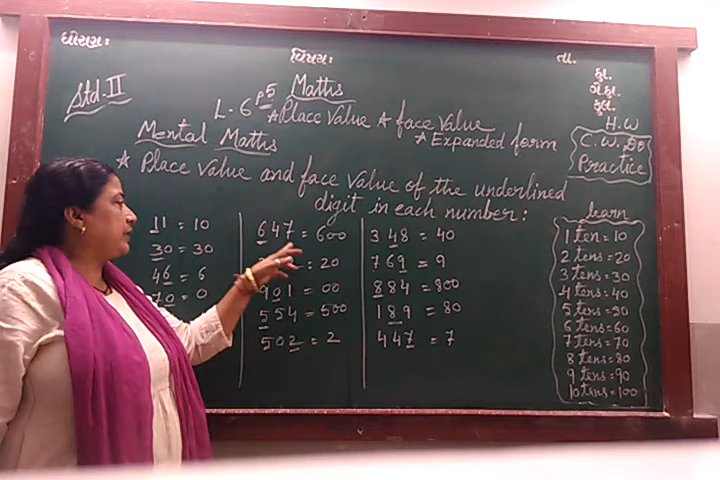 ધોરણ:
વિષય:
તા.
Std-II
Maths
L-6 P5
* Place Value * face Value
* Expanded form
H.W
C.W. Do
Practice
Mental Maths
* Place Value and face Value of the underlined
digit in each number:
11 = 10
30 = 30
46 = 6
70 = 0
647 = 600
= 20
901 = 00
554 = 500
502 = 2
348 = 40
769 = 9
884 = 800
189 = 80
447 = 7
learn
1 ten = 10
2 tens = 20
3 tens = 30
4 tens = 40
5 tens = 50
6 tens = 60
7 tens = 70
8 tens = 80
9 tens = 90
10 tens = 100